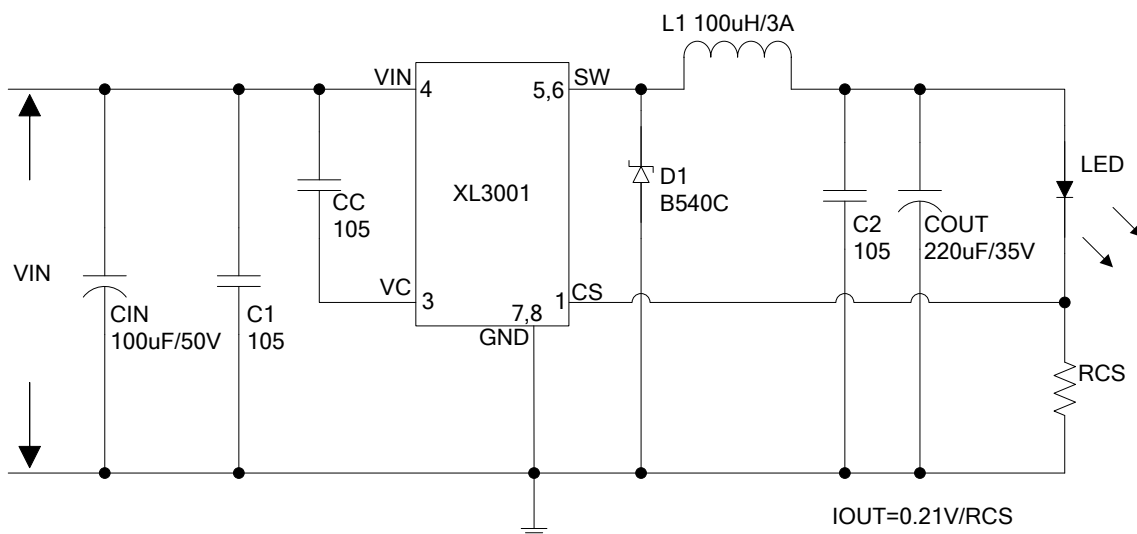 L1 100uH/3A
VIN
4
5,6
SW
XL3001
CC
105
D1
B540C
LED
C2
105
COUT
220uF/35V
VIN
VC
3
1
CS
7,8
GND
CIN
100uF/50V
C1
105
RCS
IOUT=0.21V/RCS